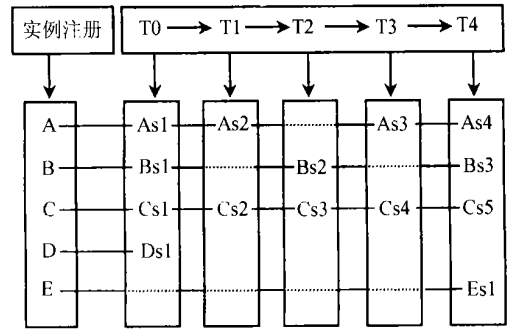 实例注册 T0 T1 T2 T3 T4
A As1 As2 As3 As4
B Bs1 Bs2 Bs3
C Cs1 Cs2 Cs3 Cs4 Cs5
D Ds1
E Es1